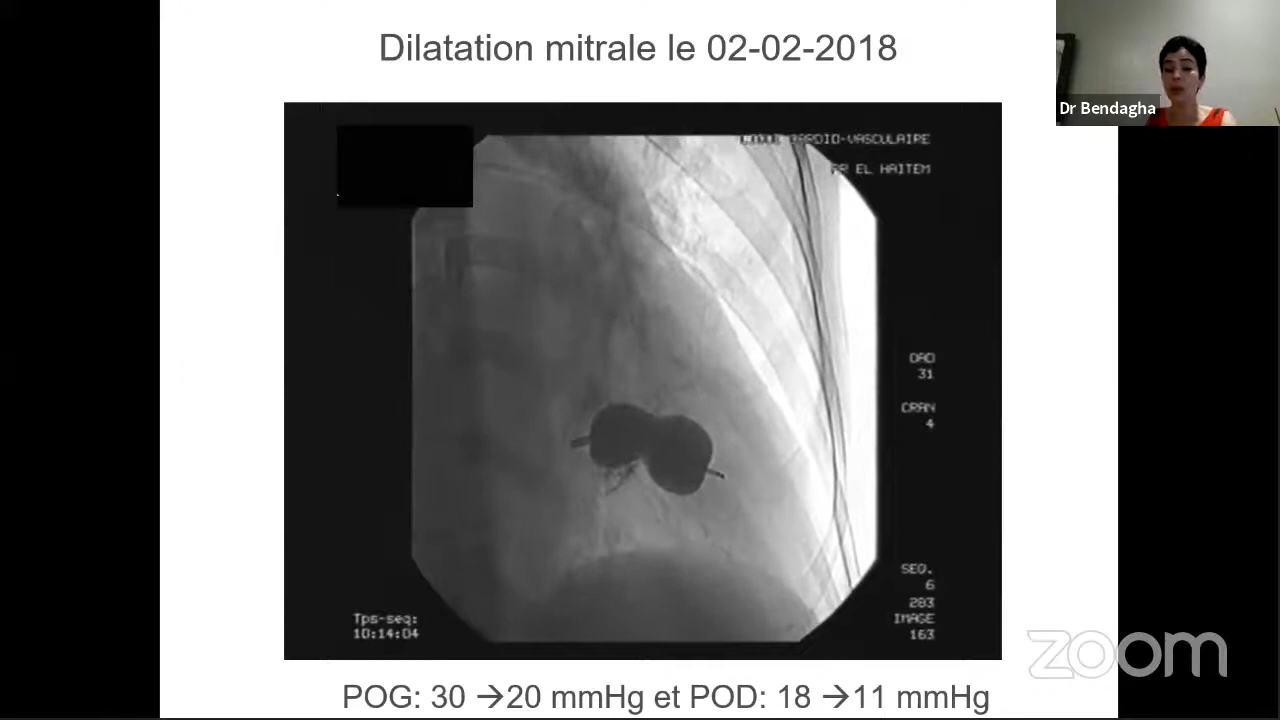 Dilatation mitrale le 02-02-2018
Dr Bendagha
CARDIO-VASCULAIRE
PR EL HAITEM
OAD
31
CRAN
4
SEQ.
6
283
IMAGE
163
Tps-seq:
10:14:04
zoom
POG: 30 →20 mmHg et POD: 18 →11 mmHg